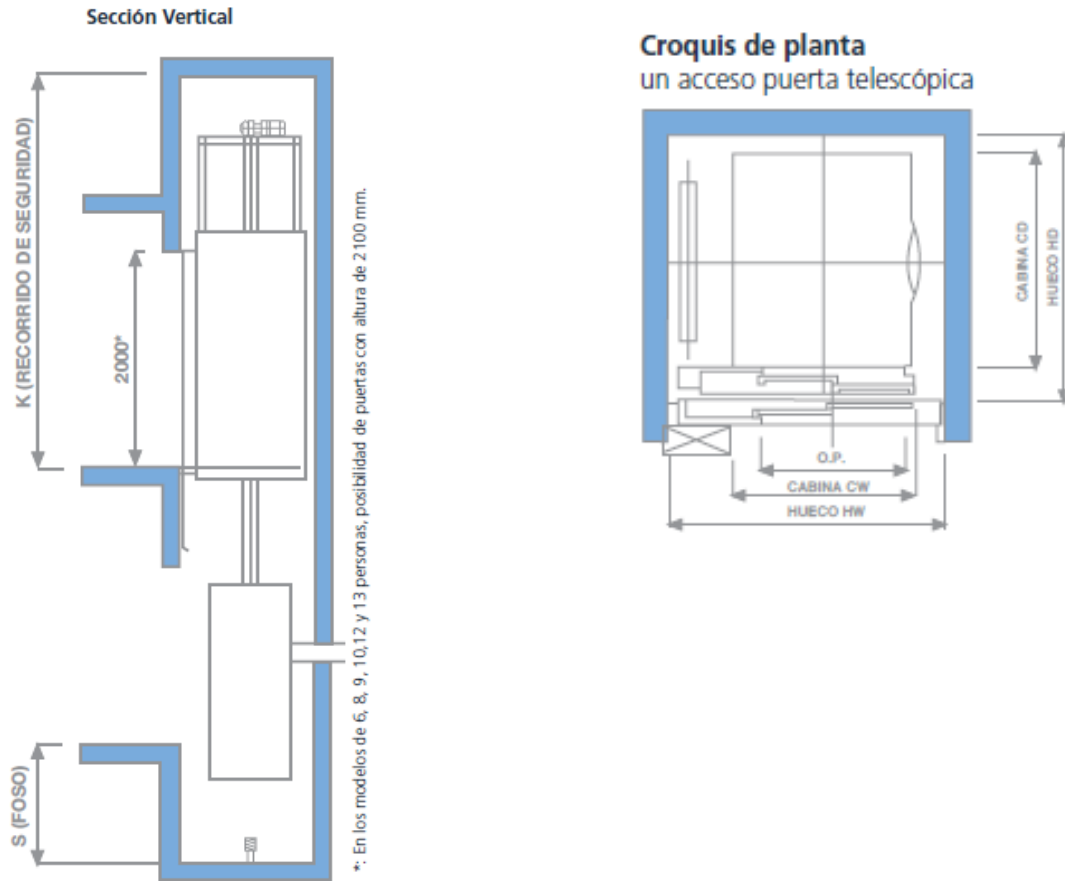 Sección Vertical
K (RECORRIDO DE SEGURIDAD)
2000*
S (FOSO)
*: En los modelos de 6, 8, 9, 10,12 y 13 personas, posibilidad de puertas con altura de 2100 mm.
Croquis de planta
un acceso puerta telescópica
CABINA CD
HUECO HD
O.P.
CABINA CW
HUECO HW